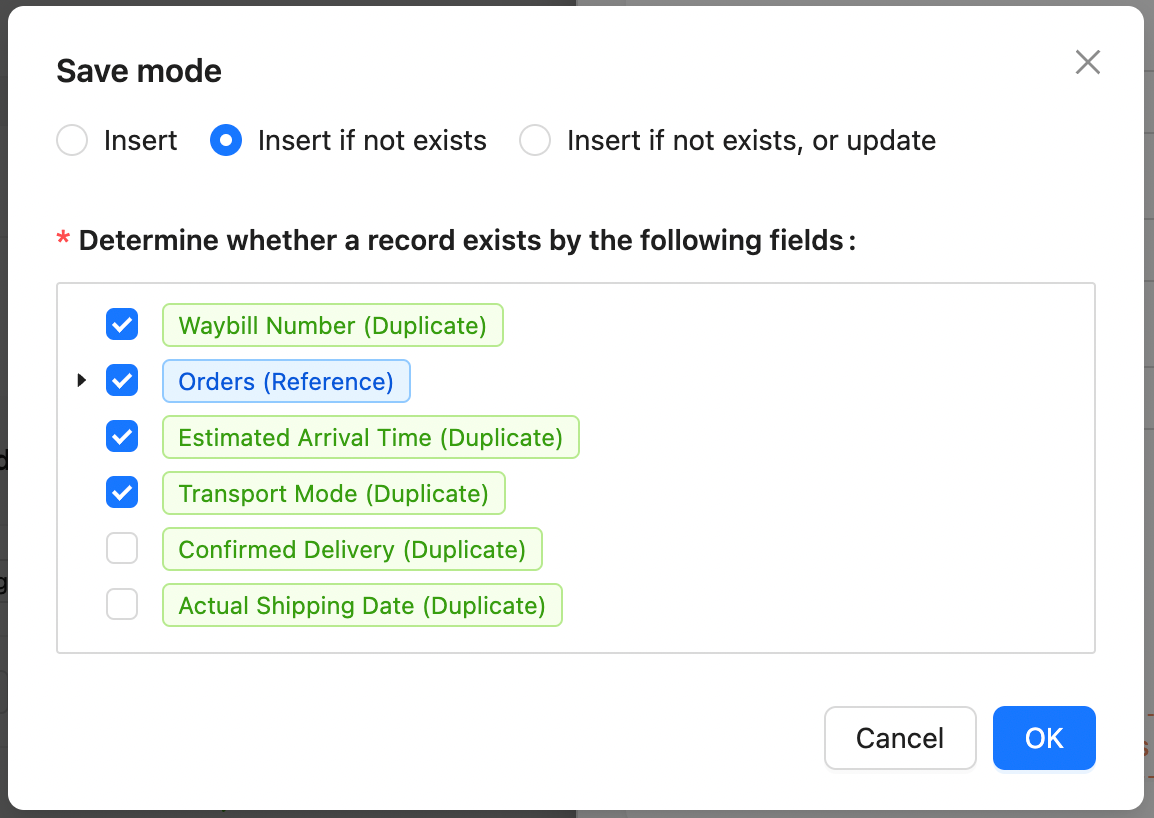 Save mode
Insert Insert if not exists Insert if not exists, or update
* Determine whether a record exists by the following fields:
Waybill Number (Duplicate)
Orders (Reference)
Estimated Arrival Time (Duplicate)
Transport Mode (Duplicate)
Confirmed Delivery (Duplicate)
Actual Shipping Date (Duplicate)
Cancel OK